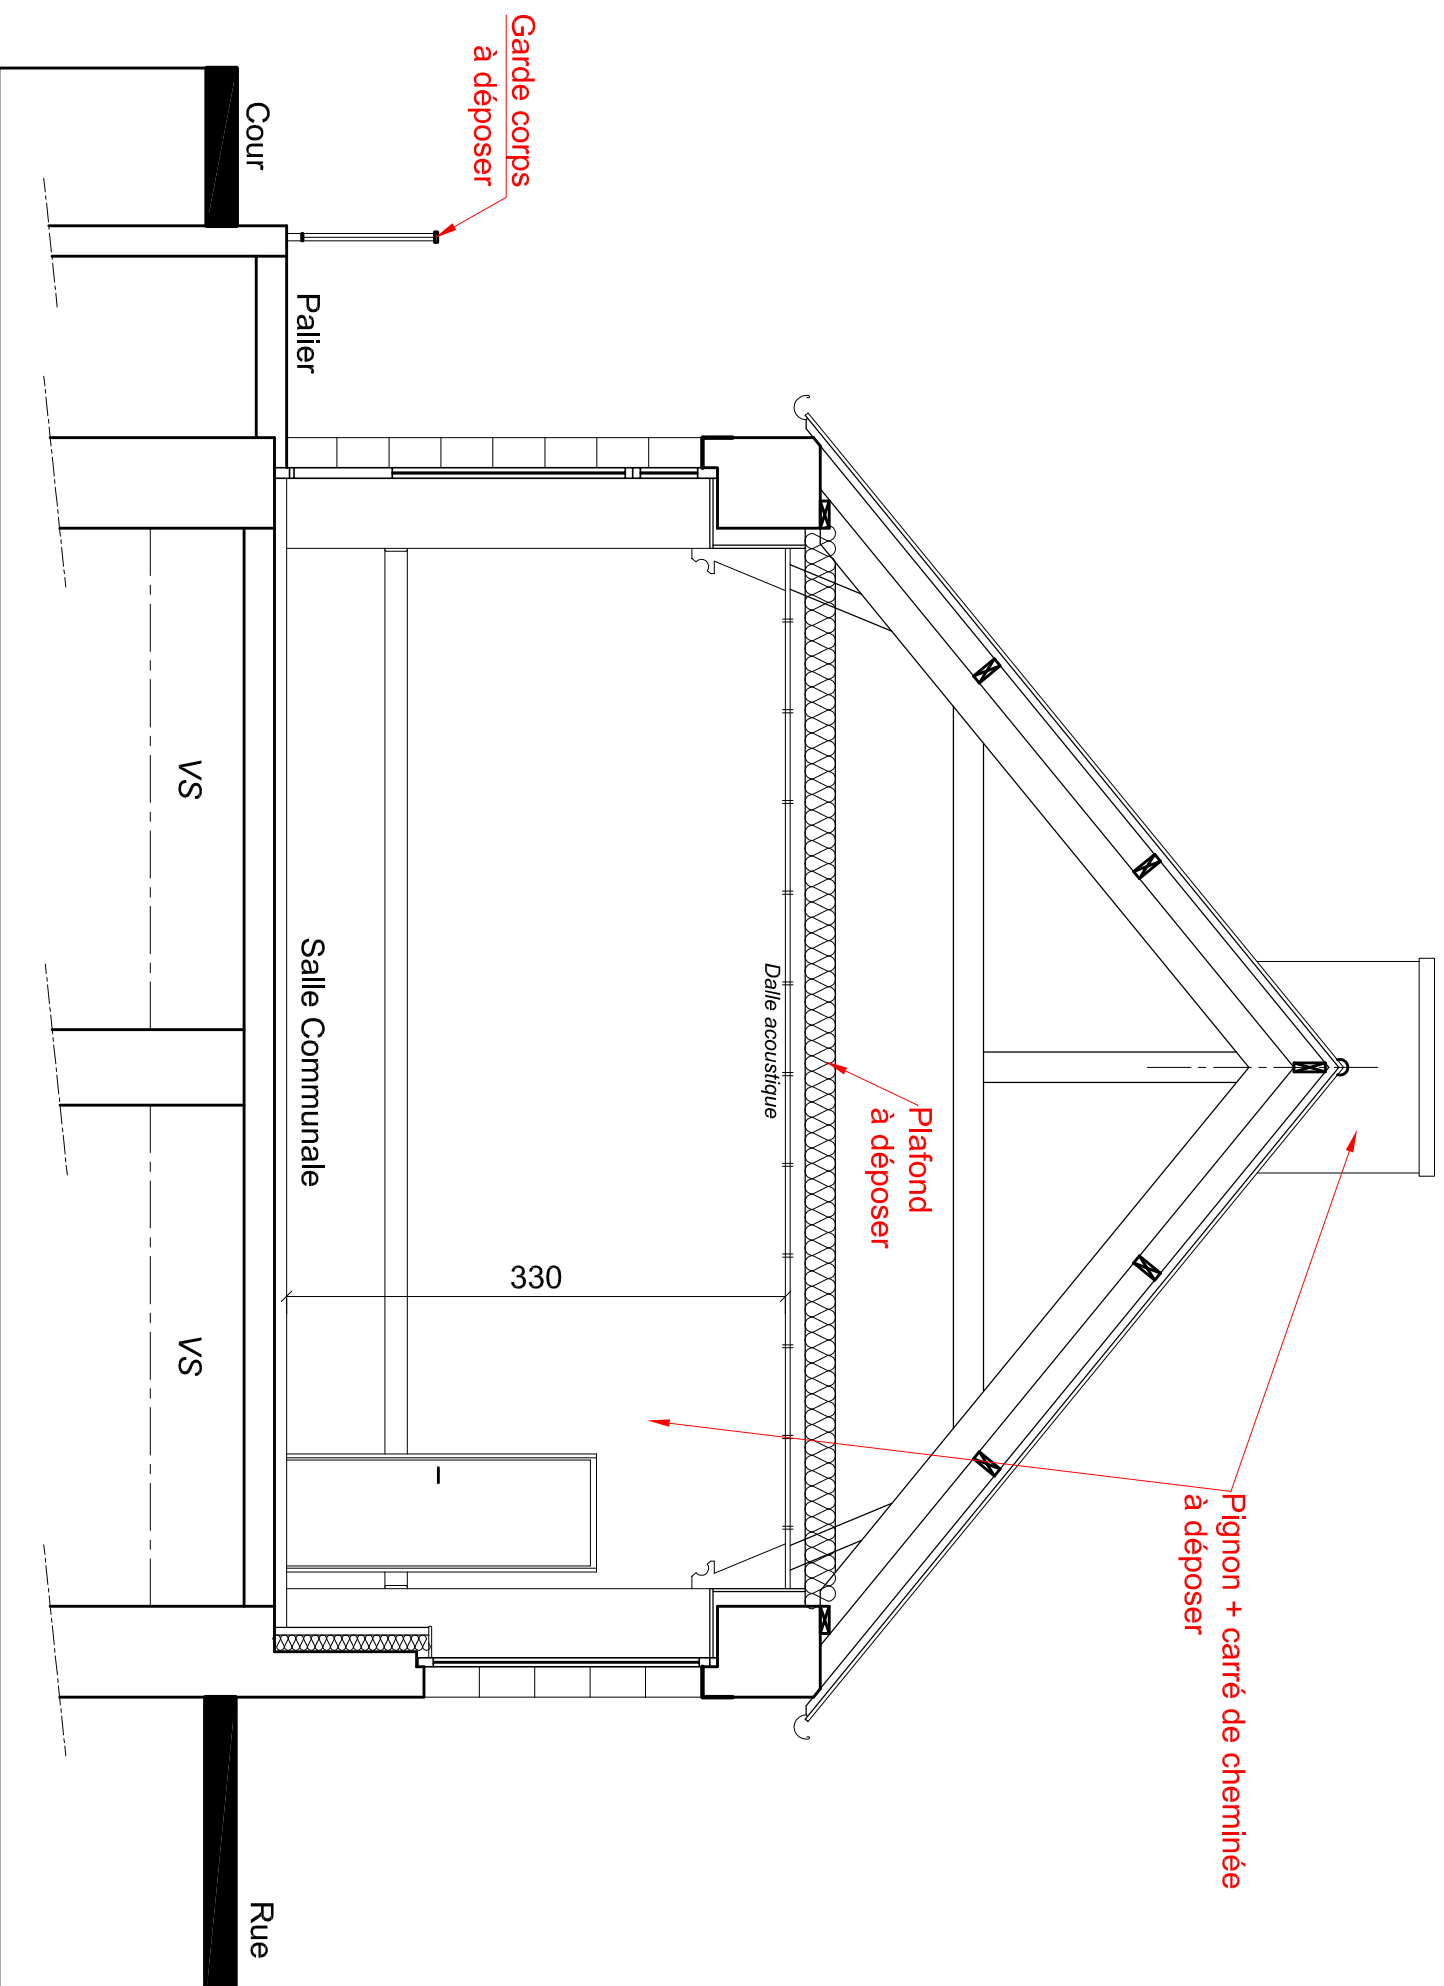 Pignon + carré de cheminée
à déposer
Plafond
à déposer
Dalle acoustique
Garde corps
à déposer
330
Salle Communale
Palier
Cour
Rue
VS
VS